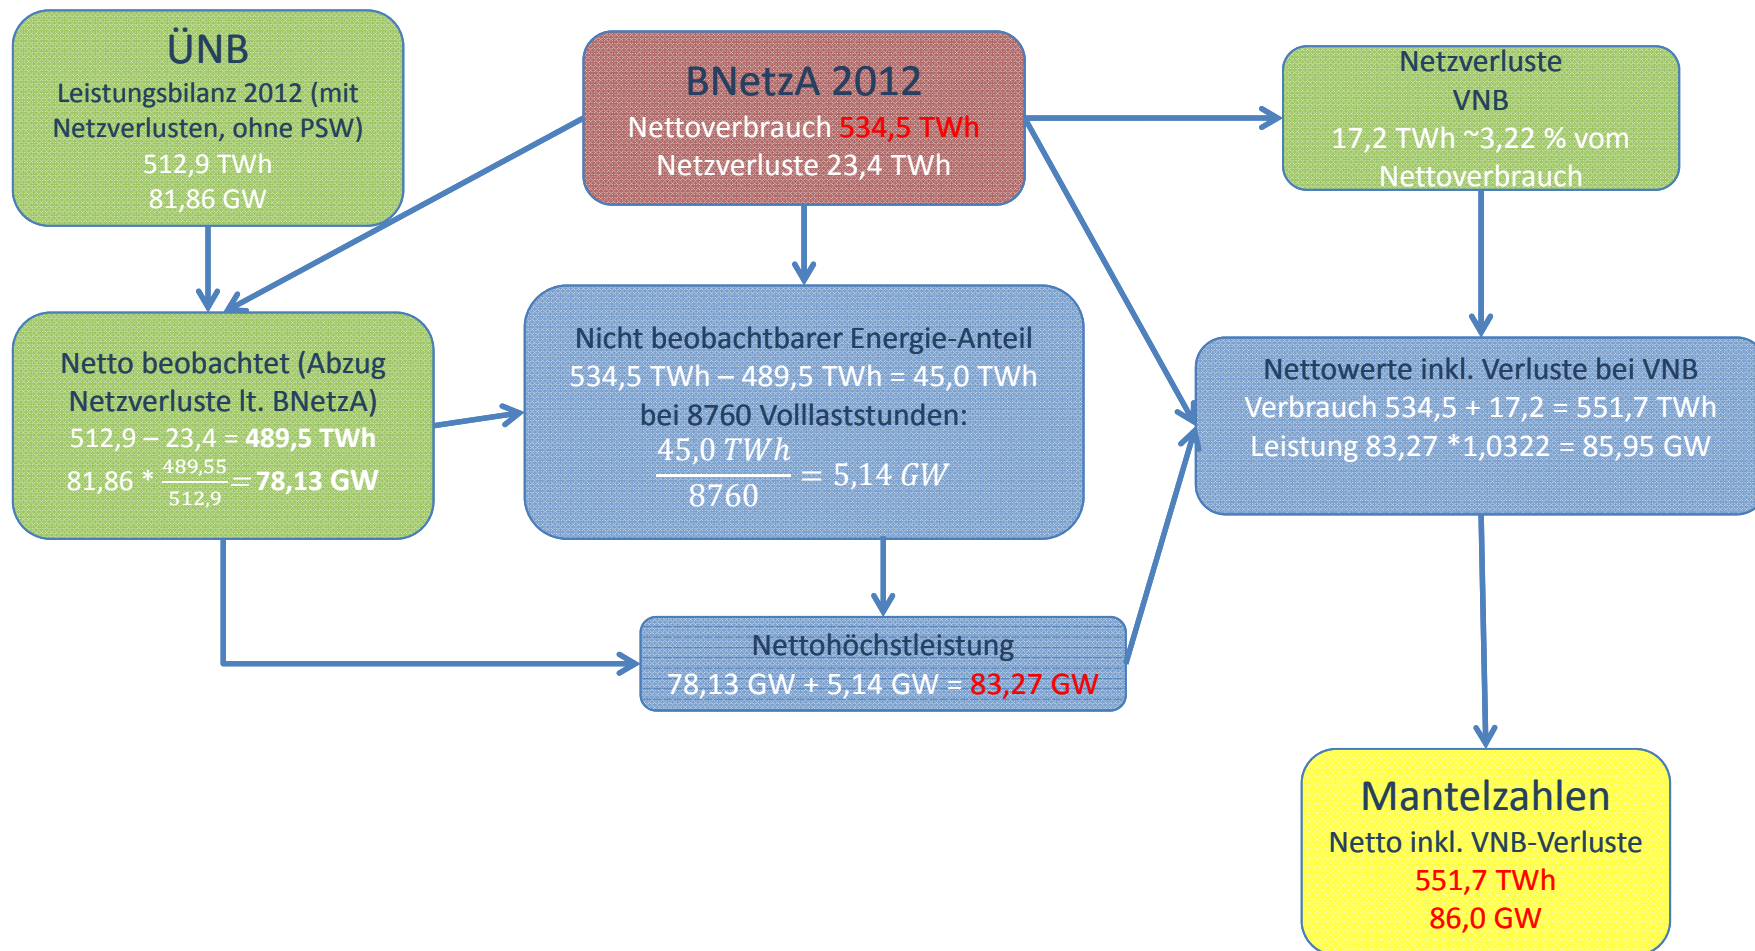 ÜNB
Leistungsbilanz 2012 (mit
Netzverlusten, ohne PSW)
512,9 TWh
81,86 GW
BNetzA 2012
Nettoverbrauch 534,5 TWh
Netzverluste 23,4 TWh
Netzverluste
VNB
17,2 TWh ~3,22 % vom
Nettoverbrauch
Netto beobachtet (Abzug
Netzverluste lt. BNetzA)
512,9 – 23,4 = 489,5 TWh
81,86 * 489,55/512,9 = 78,13 GW
Nicht beobachtbarer Energie-Anteil
534,5 TWh – 489,5 TWh = 45,0 TWh
bei 8760 Volllaststunden:
45,0 TWh/8760 = 5,14 GW
Nettowerte inkl. Verluste bei VNB
Verbrauch 534,5 + 17,2 = 551,7 TWh
Leistung 83,27 *1,0322 = 85,95 GW
Nettohöchstleistung
78,13 GW + 5,14 GW = 83,27 GW
Mantelzahlen
Netto inkl. VNB-Verluste
551,7 TWh
86,0 GW